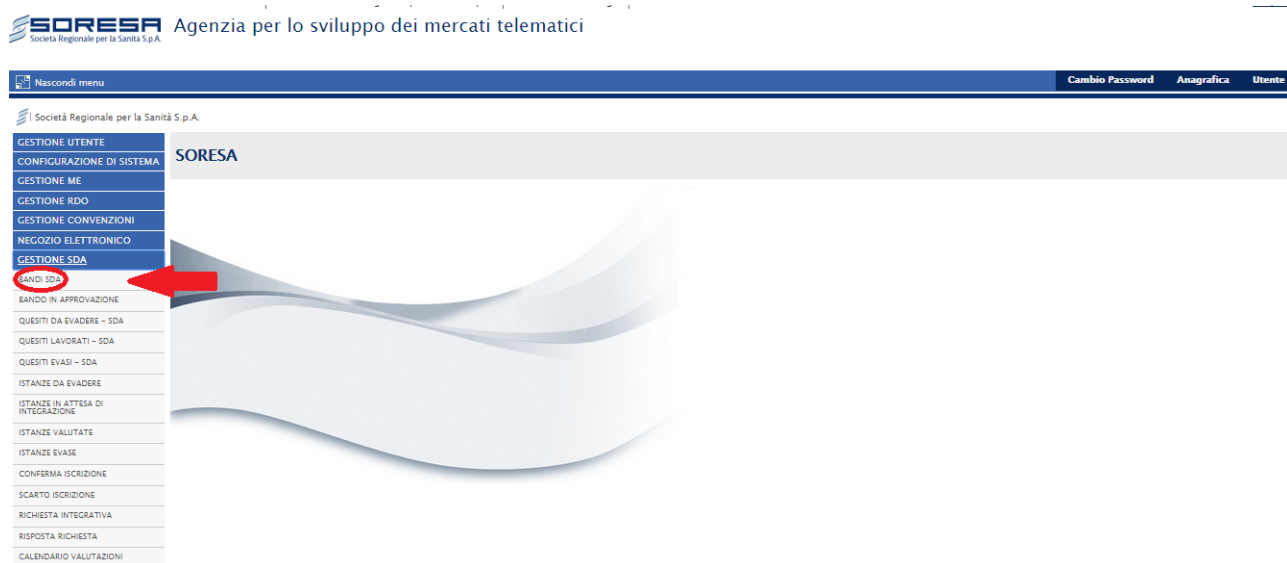 SORESA
Società Regionale per la Sanità S.p.A.
Agenzia per lo sviluppo dei mercati telematici
Nascondi menu
Cambio Password
Anagrafica
Utente
Società Regionale per la Sanità S.p.A.
GESTIONE UTENTE
CONFIGURAZIONE DI SISTEMA
GESTIONE ME
GESTIONE RDO
GESTIONE CONVENZIONI
NEGOZIO ELETTRONICO
GESTIONE SDA
BANDI SDA
BANDO IN APPROVAZIONE
QUESITI DA EVADERE - SDA
QUESITI LAVORATI - SDA
QUESITI EVASI - SDA
ISTANZE DA EVADERE
ISTANZE IN ATTESA DI
INTEGRAZIONE
ISTANZE VALUTATE
ISTANZE EVASE
CONFERMA ISCRIZIONE
SCARTO ISCRIZIONE
RICHIESTA INTEGRATIVA
RISPOSTA RICHIESTA
CALENDARIO VALUTAZIONI
SORESA